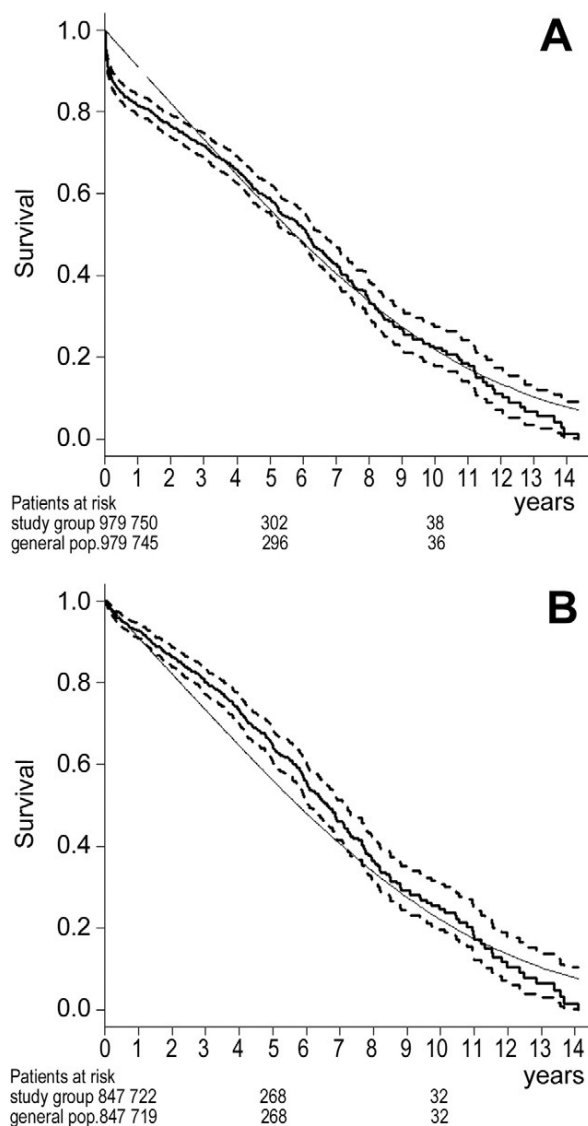 A
1.0
0.8
0.6
0.4
0.2
0.0
Survival
0 1 2 3 4 5 6 7 8 9 10 11 12 13 14
years
Patients at risk
study group 979 750 302 38
general pop.979 745 296 36
B
1.0
0.8
0.6
0.4
0.2
0.0
Survival
0 1 2 3 4 5 6 7 8 9 10 11 12 13 14
years
Patients at risk
study group 847 722 268 32
general pop.847 719 268 32